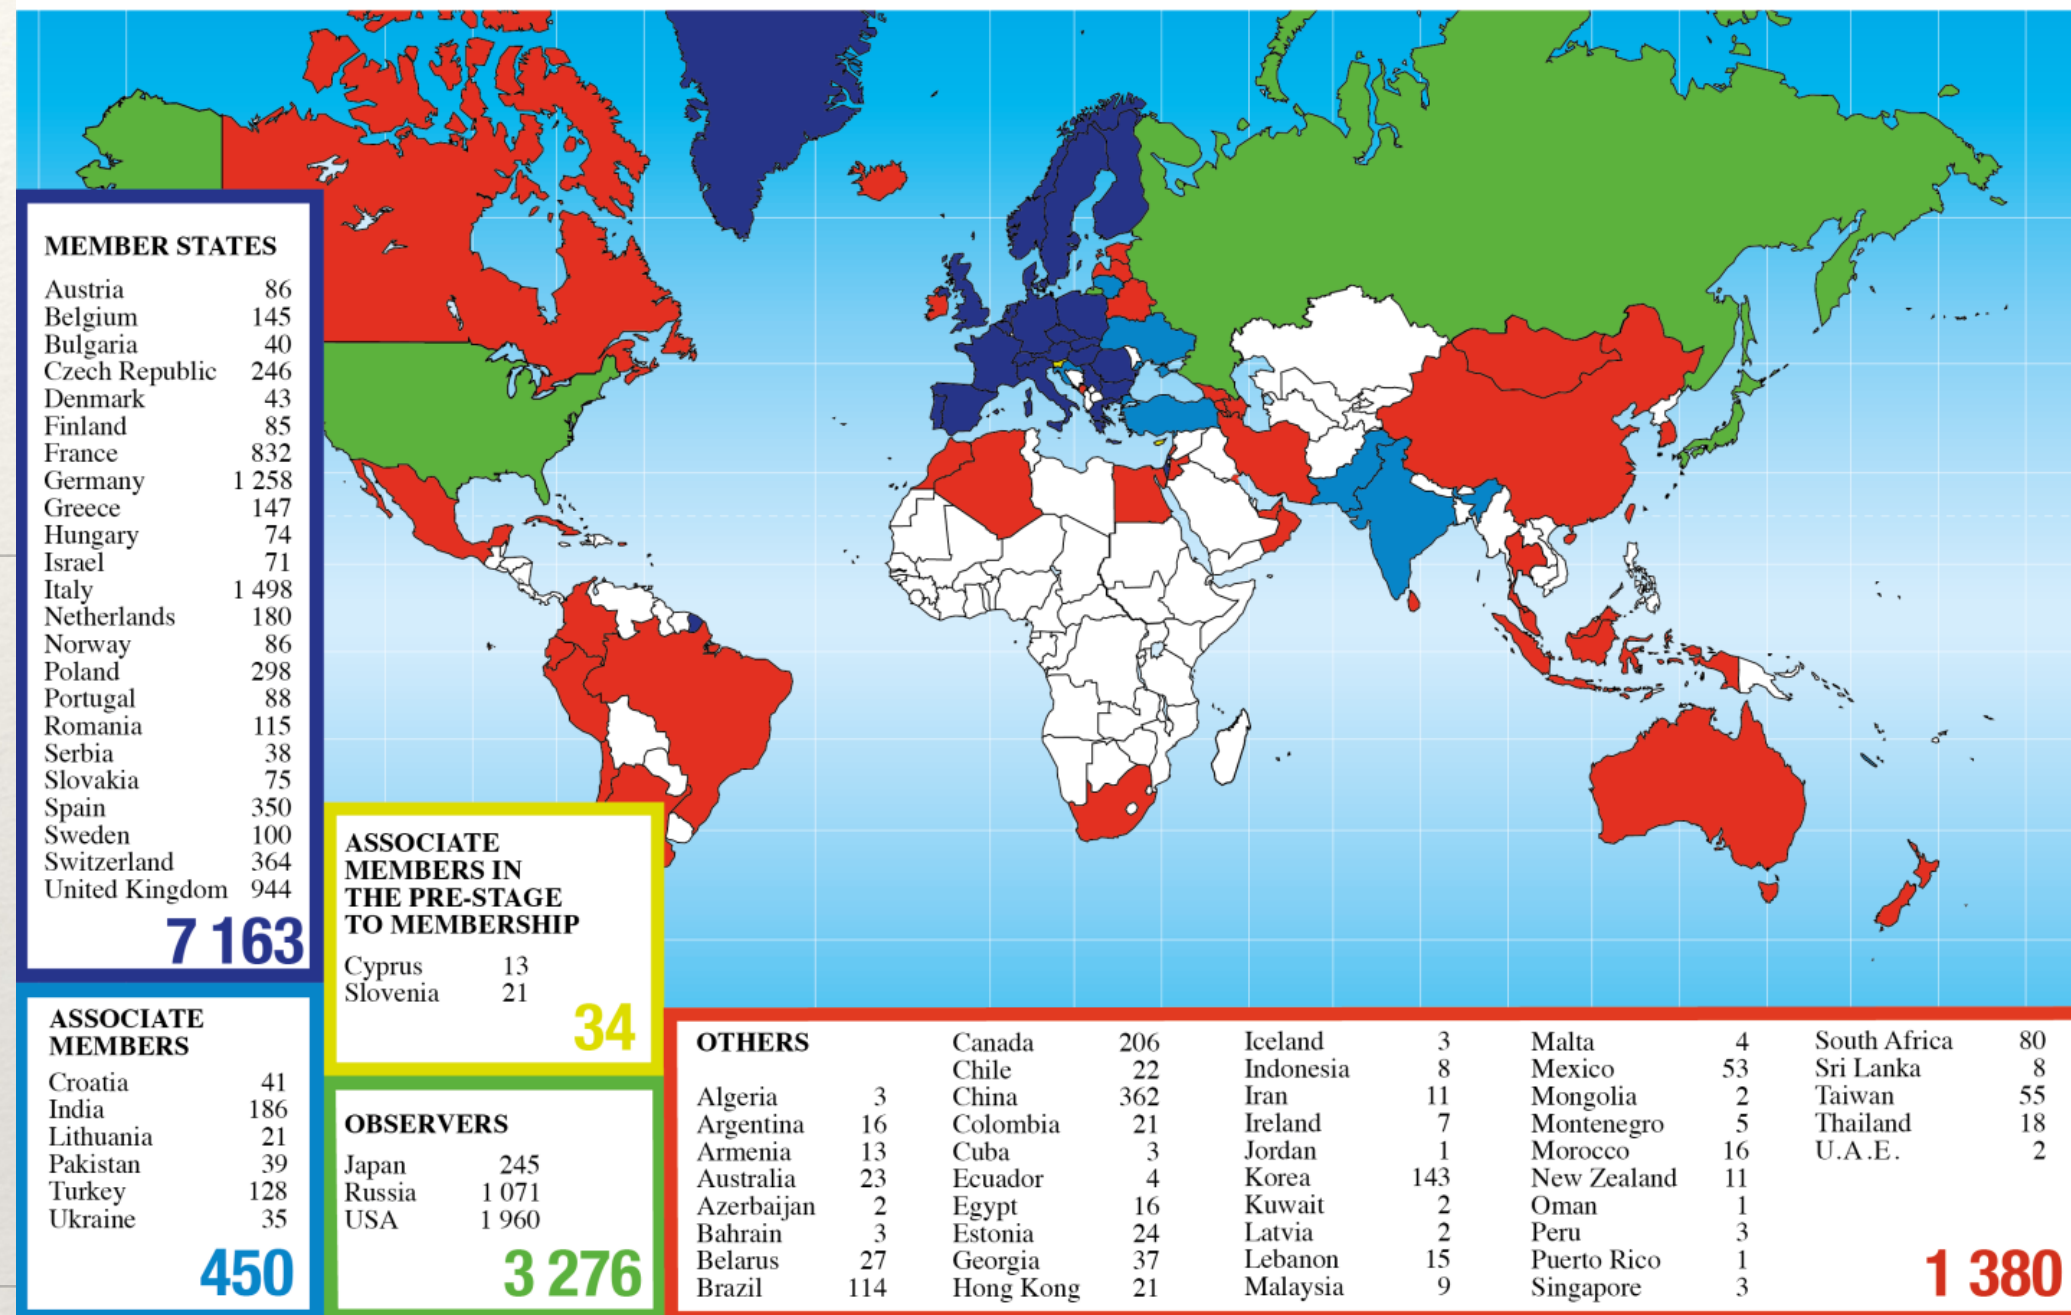 MEMBER STATES
Austria 86
Belgium 145
Bulgaria 40
Czech Republic 246
Denmark 43
Finland 85
France 832
Germany 1 258
Greece 147
Hungary 74
Israel 71
Italy 1 498
Netherlands 180
Norway 86
Poland 298
Portugal 88
Romania 115
Serbia 38
Slovakia 75
Spain 350
Sweden 100
Switzerland 364
United Kingdom 944
7 163
ASSOCIATE
MEMBERS
Croatia 41
India 186
Lithuania 21
Pakistan 39
Turkey 128
Ukraine 35
450
ASSOCIATE
MEMBERS IN
THE PRE-STAGE
TO MEMBERSHIP
Cyprus 13
Slovenia 21
34
OBSERVERS
Japan 245
Russia 1 071
USA 1 960
3 276
OTHERS
Algeria 3
Argentina 16
Armenia 13
Australia 23
Azerbaijan 2
Bahrain 3
Belarus 27
Brazil 114
Canada 206
Chile 22
China 362
Colombia 21
Cuba 3
Ecuador 4
Egypt 16
Estonia 24
Georgia 37
Hong Kong 21
Iceland 3
Indonesia 8
Iran 11
Ireland 7
Jordan 1
Korea 143
Kuwait 2
Latvia 2
Lebanon 15
Malaysia 9
Malta 4
Mexico 53
Mongolia 2
Montenegro 5
Morocco 16
New Zealand 11
Oman 1
Peru 3
Puerto Rico 1
Singapore 3
South Africa 80
Sri Lanka 8
Taiwan 55
Thailand 18
U.A.E. 2
1 380